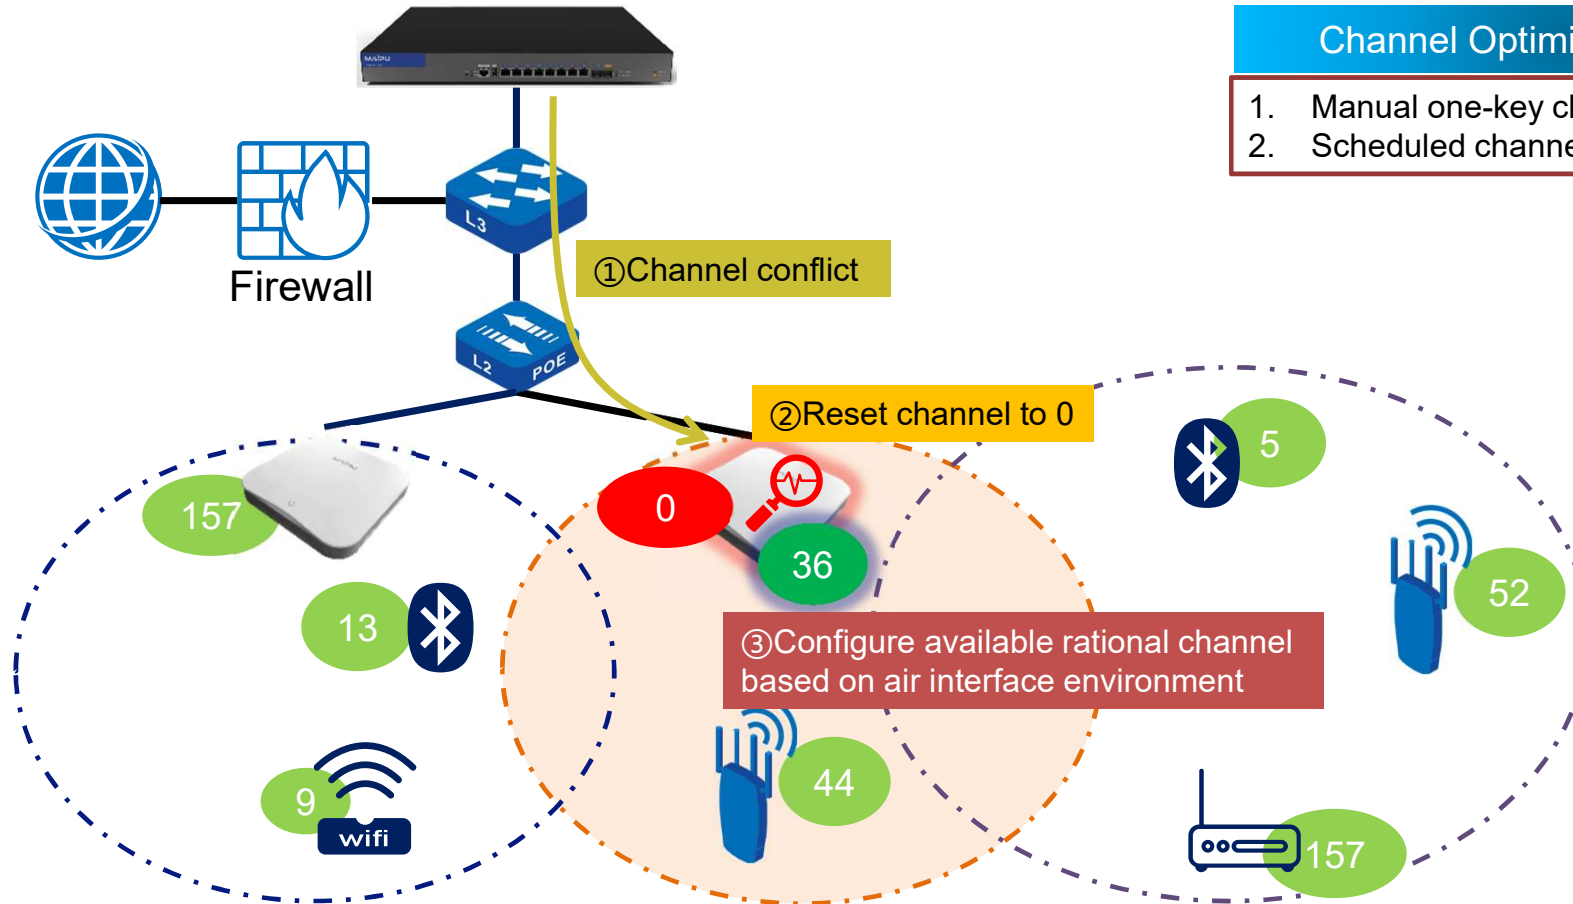 MAIPU
Channel Optimi
1. Manual one-key cl
2. Scheduled channe
L3
Firewall
①Channel conflict
L2 POE
②Reset channel to 0
5
157
0
36
52
13
③Configure available rational channel
based on air interface environment
44
9
wifi
157